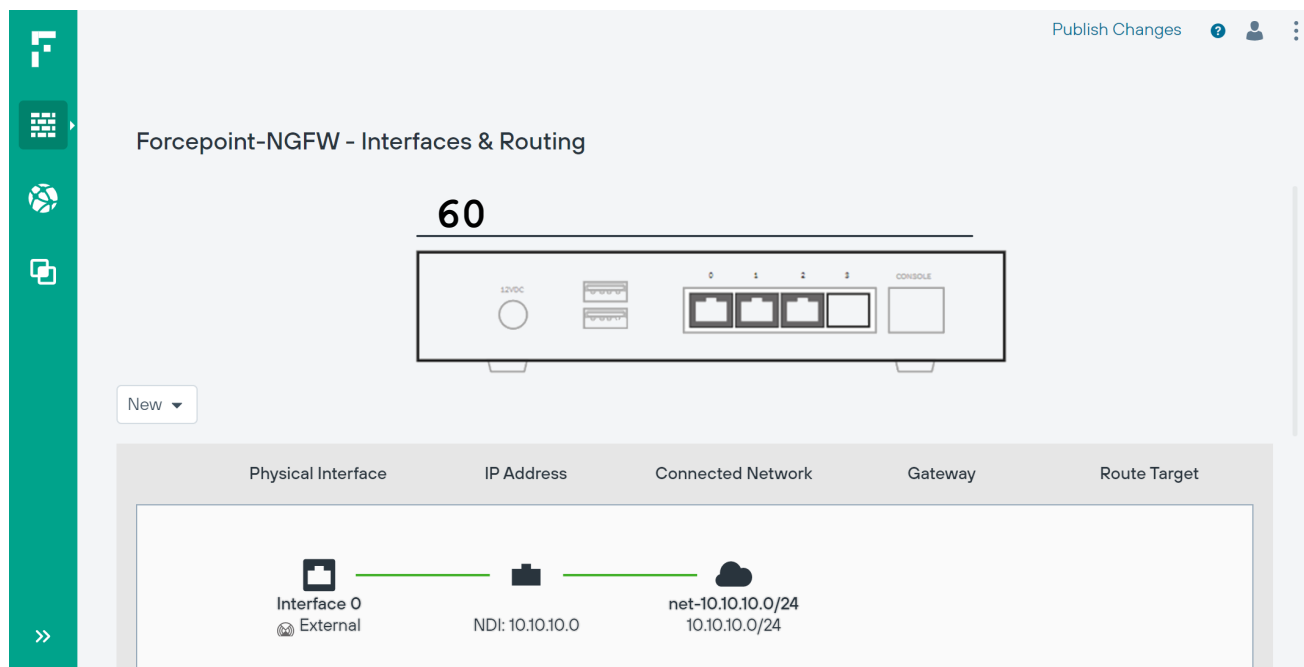 Publish Changes
Forcepoint-NGFW - Interfaces & Routing
60
0 1 2 3 CONSOLE
12VDC
New
Physical Interface IP Address Connected Network Gateway Route Target
Interface 0 net-10.10.10.0/24
External NDI: 10.10.10.0 10.10.10.0/24